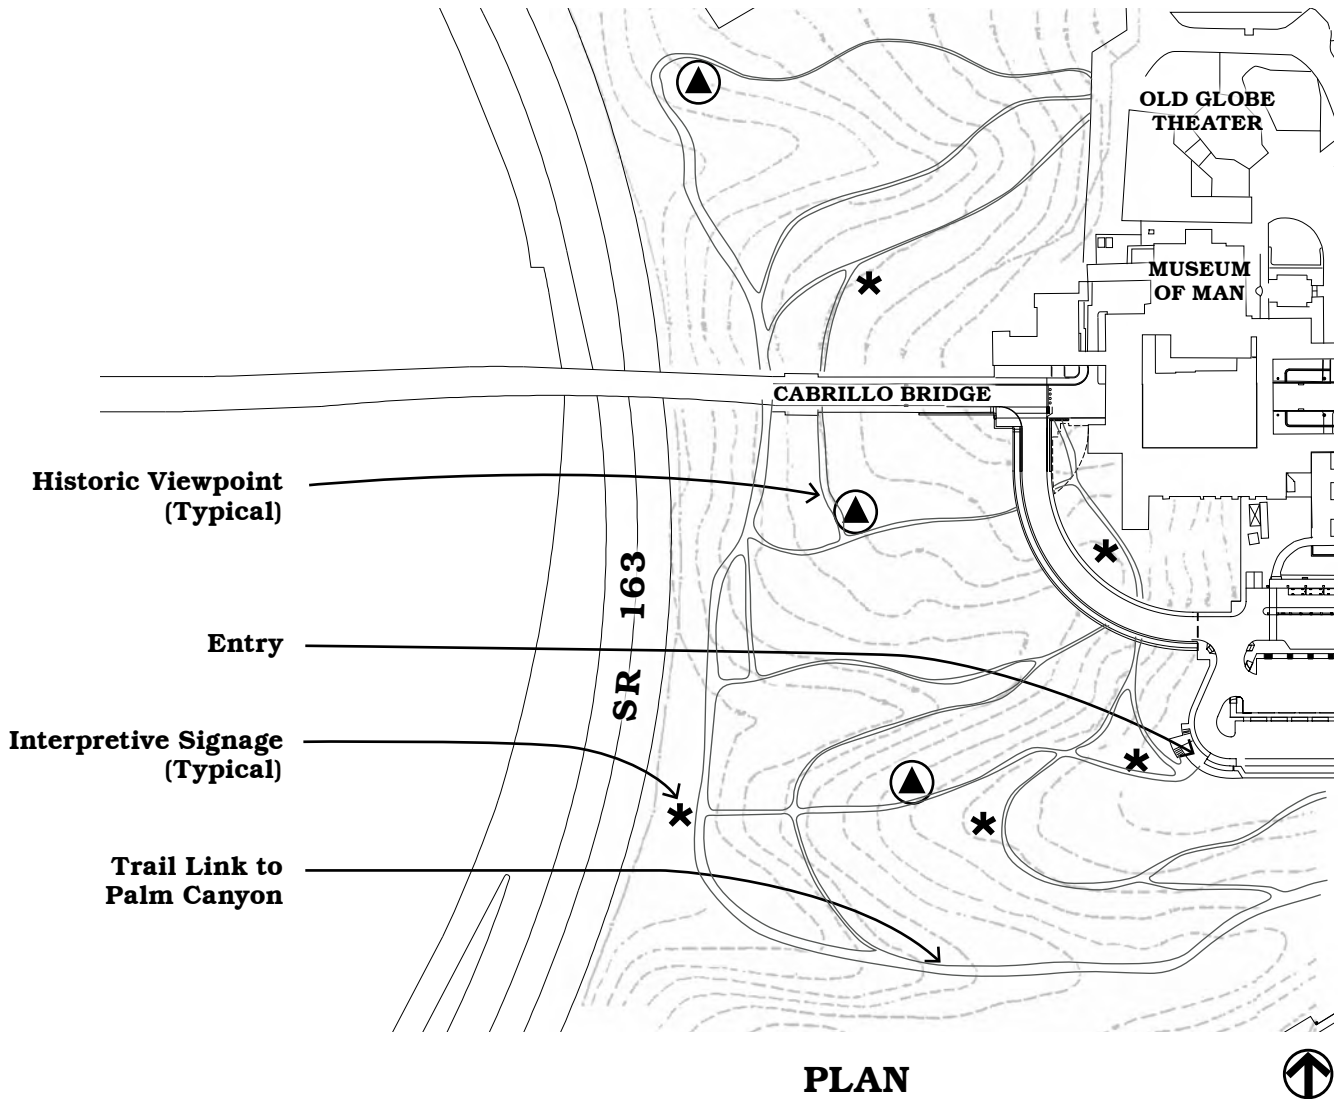 OLD GLOBE
THEATER
MUSEUM
OF MAN
CABRILLO BRIDGE
Historic Viewpoint
(Typical)
SR 163
Entry
Interpretive Signage
(Typical)
Trail Link to
Palm Canyon
PLAN